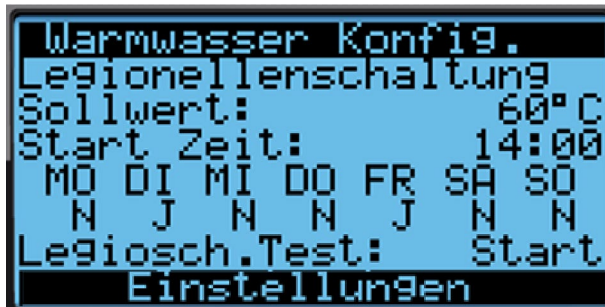 Warmwasser Konfig.
Legionellenschaltung
Sollwert: 60°C
Start Zeit: 14:00
MO DI MI DO FR SA SO
N J N N J N N
Legiosch.Test: Start
Einstellungen